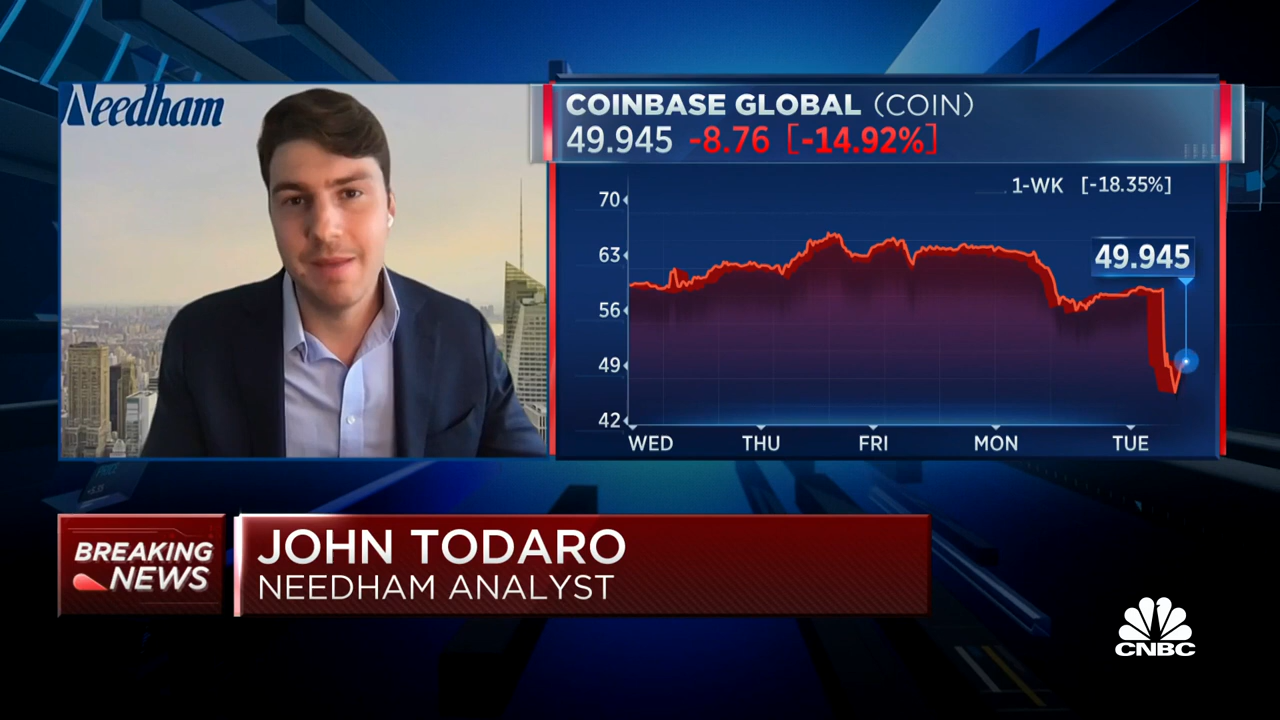 Needham
COINBASE GLOBAL (COIN)
49.945 -8.76 [-14.92%]
1-WK [-18.35%]
70
63
56
49
42
49.945
WED THU FRI MON TUE
BREAKING
NEWS
JOHN TODARO
NEEDHAM ANALYST
CNBC